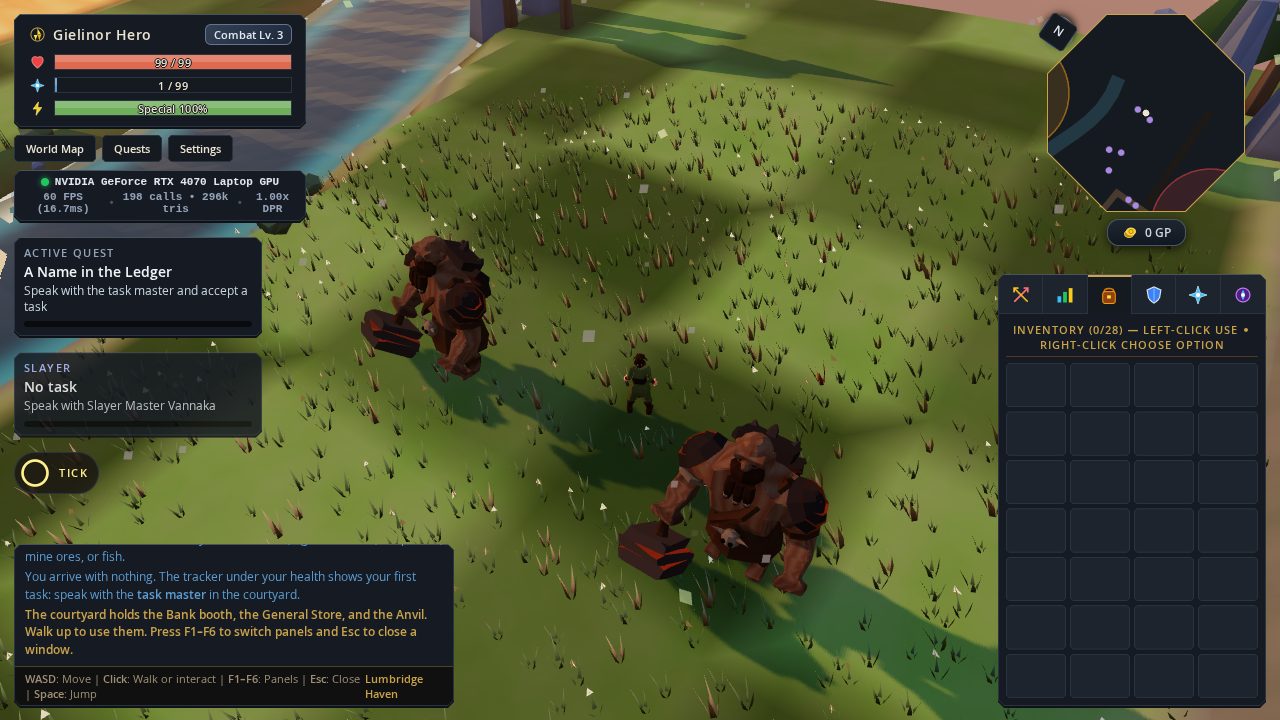 Gielinor Hero
Combat Lv. 3
99 / 99
1 / 99
Special 100%
World Map
Quests
Settings
NVIDIA GeForce RTX 4070 Laptop GPU
60 FPS (16.7ms) • 198 calls • 296k tris • 1.00x DPR
ACTIVE QUEST
A Name in the Ledger
Speak with the task master and accept a
task
SLAYER
No task
Speak with Slayer Master Vannaka
TICK
mine ores, or fish.
You arrive with nothing. The tracker under your health shows your first
task: speak with the task master in the courtyard.
The courtyard holds the Bank booth, the General Store, and the Anvil.
Walk up to use them. Press F1–F6 to switch panels and Esc to close a
window.
WASD: Move | Click: Walk or interact | F1–F6: Panels | Esc: Close
| Space: Jump
Lumbridge
Haven
N
0 GP
INVENTORY (0/28) — LEFT-CLICK USE •
RIGHT-CLICK CHOOSE OPTION